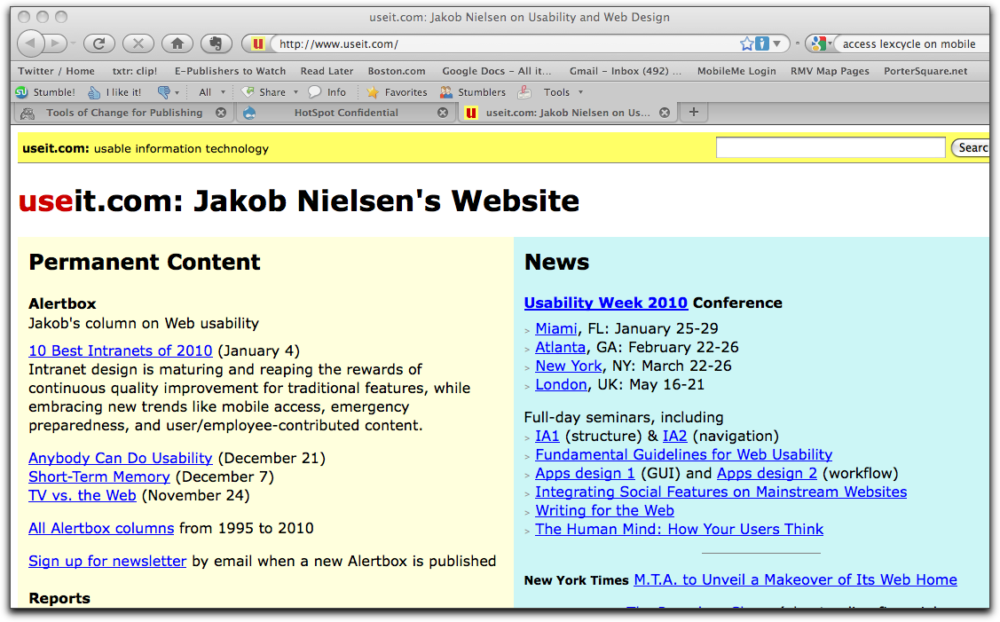 useit.com: Jakob Nielsen on Usability and Web Design
http://www.useit.com/
access lexcycle on mobile
Twitter / Home txtr: clip! E-Publishers to Watch Read Later Boston.com Google Docs - All it... Gmail - Inbox (492) ... MobileMe Login RMV Map Pages PorterSquare.net
Stumble! I like it! All Share Info Favorites Stumblers Tools
Tools of Change for Publishing HotSpot Confidential useit.com: Jakob Nielsen on Us...
useit.com: usable information technology
Searc
useit.com: Jakob Nielsen's Website
Permanent Content
Alertbox
Jakob's column on Web usability
10 Best Intranets of 2010 (January 4)
Intranet design is maturing and reaping the rewards of
continuous quality improvement for traditional features, while
embracing new trends like mobile access, emergency
preparedness, and user/employee-contributed content.
Anybody Can Do Usability (December 21)
Short-Term Memory (December 7)
TV vs. the Web (November 24)
All Alertbox columns from 1995 to 2010
Sign up for newsletter by email when a new Alertbox is published
Reports
News
Usability Week 2010 Conference
> Miami, FL: January 25-29
> Atlanta, GA: February 22-26
> New York, NY: March 22-26
> London, UK: May 16-21
Full-day seminars, including
> IA1 (structure) & IA2 (navigation)
> Fundamental Guidelines for Web Usability
> Apps design 1 (GUI) and Apps design 2 (workflow)
> Integrating Social Features on Mainstream Websites
> Writing for the Web
> The Human Mind: How Your Users Think
New York Times M.T.A. to Unveil a Makeover of Its Web Home